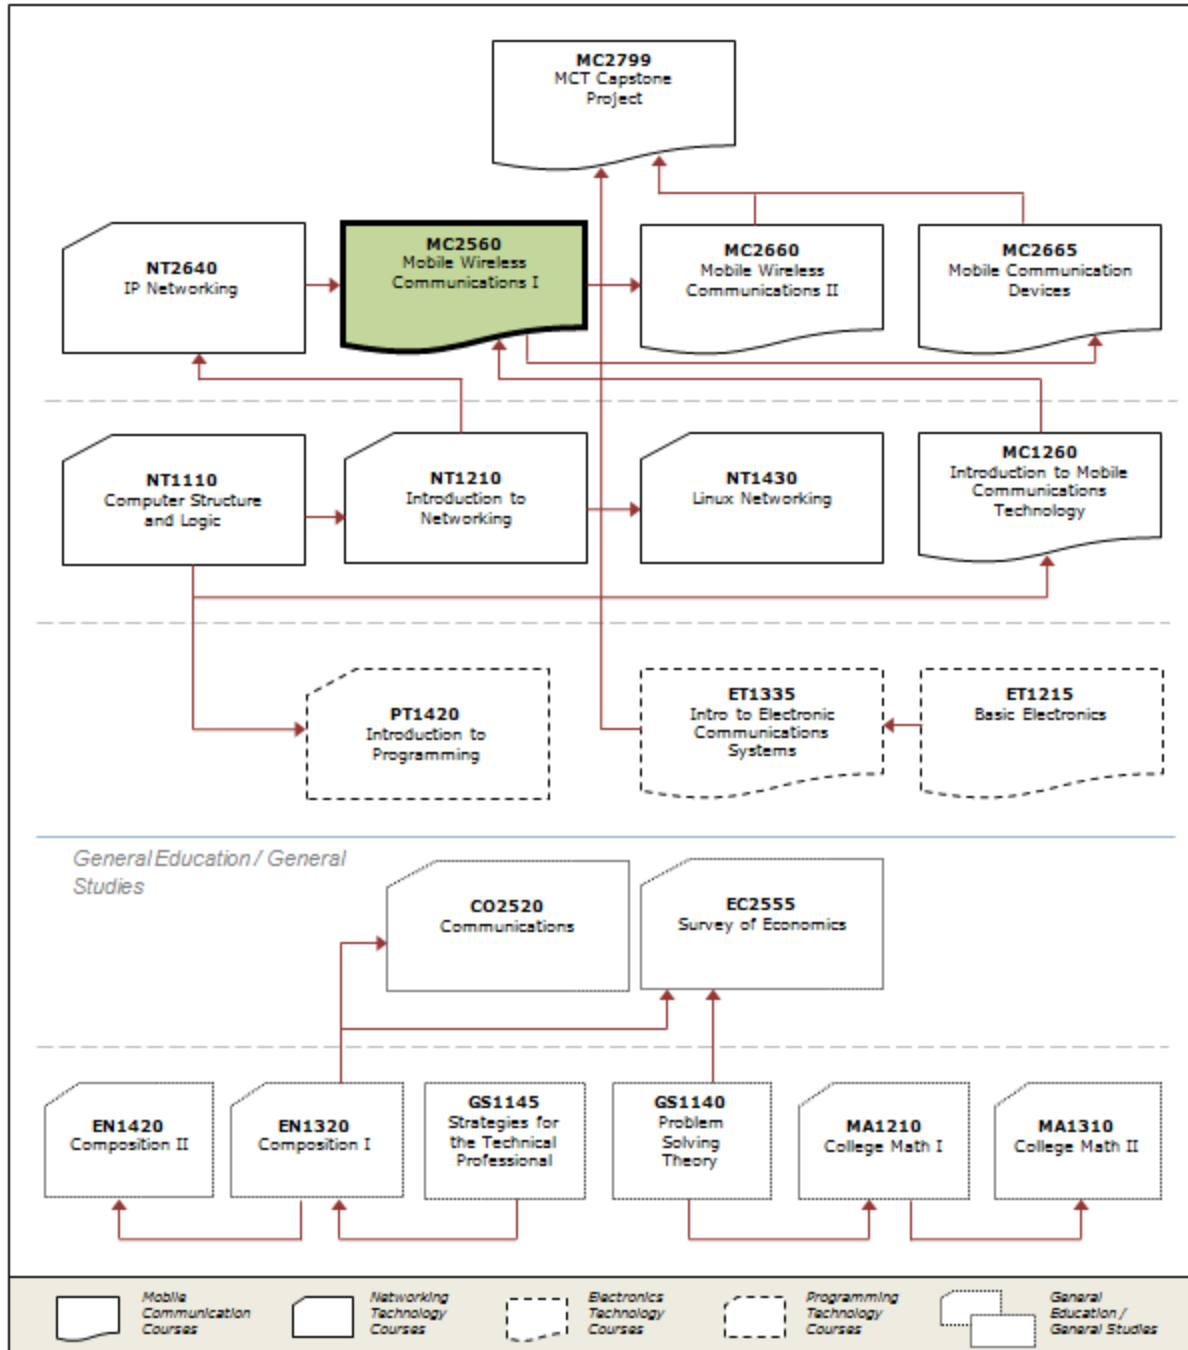 MC2799
MCT Capstone
Project
NT2640
IP Networking
MC2560
Mobile Wireless
Communications I
MC2660
Mobile Wireless
Communications II
MC2665
Mobile Communication
Devices
NT1110
Computer Structure
and Logic
NT1210
Introduction to
Networking
NT1430
Linux Networking
MC1260
Introduction to Mobile
Communications
Technology
PT1420
Introduction to
Programming
ET1335
Intro to Electronic
Communications
Systems
ET1215
Basic Electronics
General Education / General
Studies
CO2520
Communications
EC2555
Survey of Economics
EN1420
Composition II
EN1320
Composition I
GS1145
Strategies for
the Technical
Professional
GS1140
Problem
Solving
Theory
MA1210
College Math I
MA1310
College Math II
Mobile
Communication
Courses
Networking
Technology
Courses
Electronics
Technology
Courses
Programming
Technology
Courses
General
Education /
General Studies